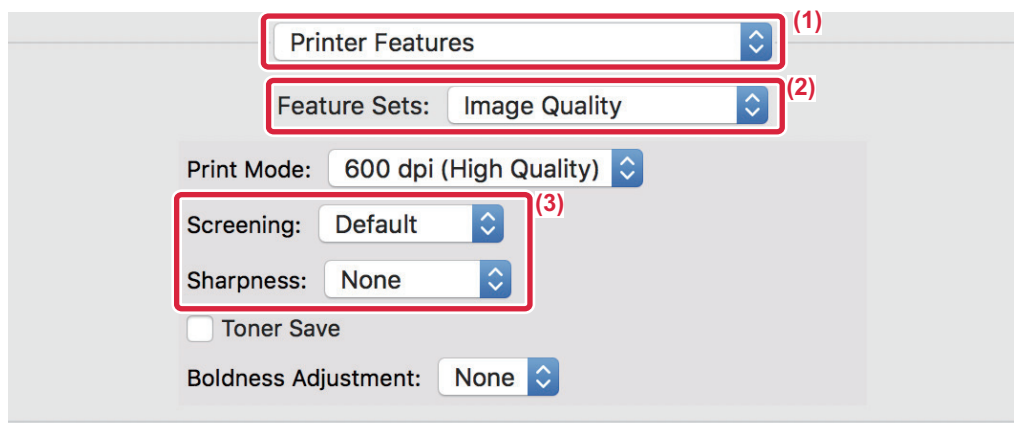 Printer Features (1)
Feature Sets: Image Quality (2)
Print Mode: 600 dpi (High Quality)
(3)
Screening: Default
Sharpness: None
Toner Save
Boldness Adjustment: None